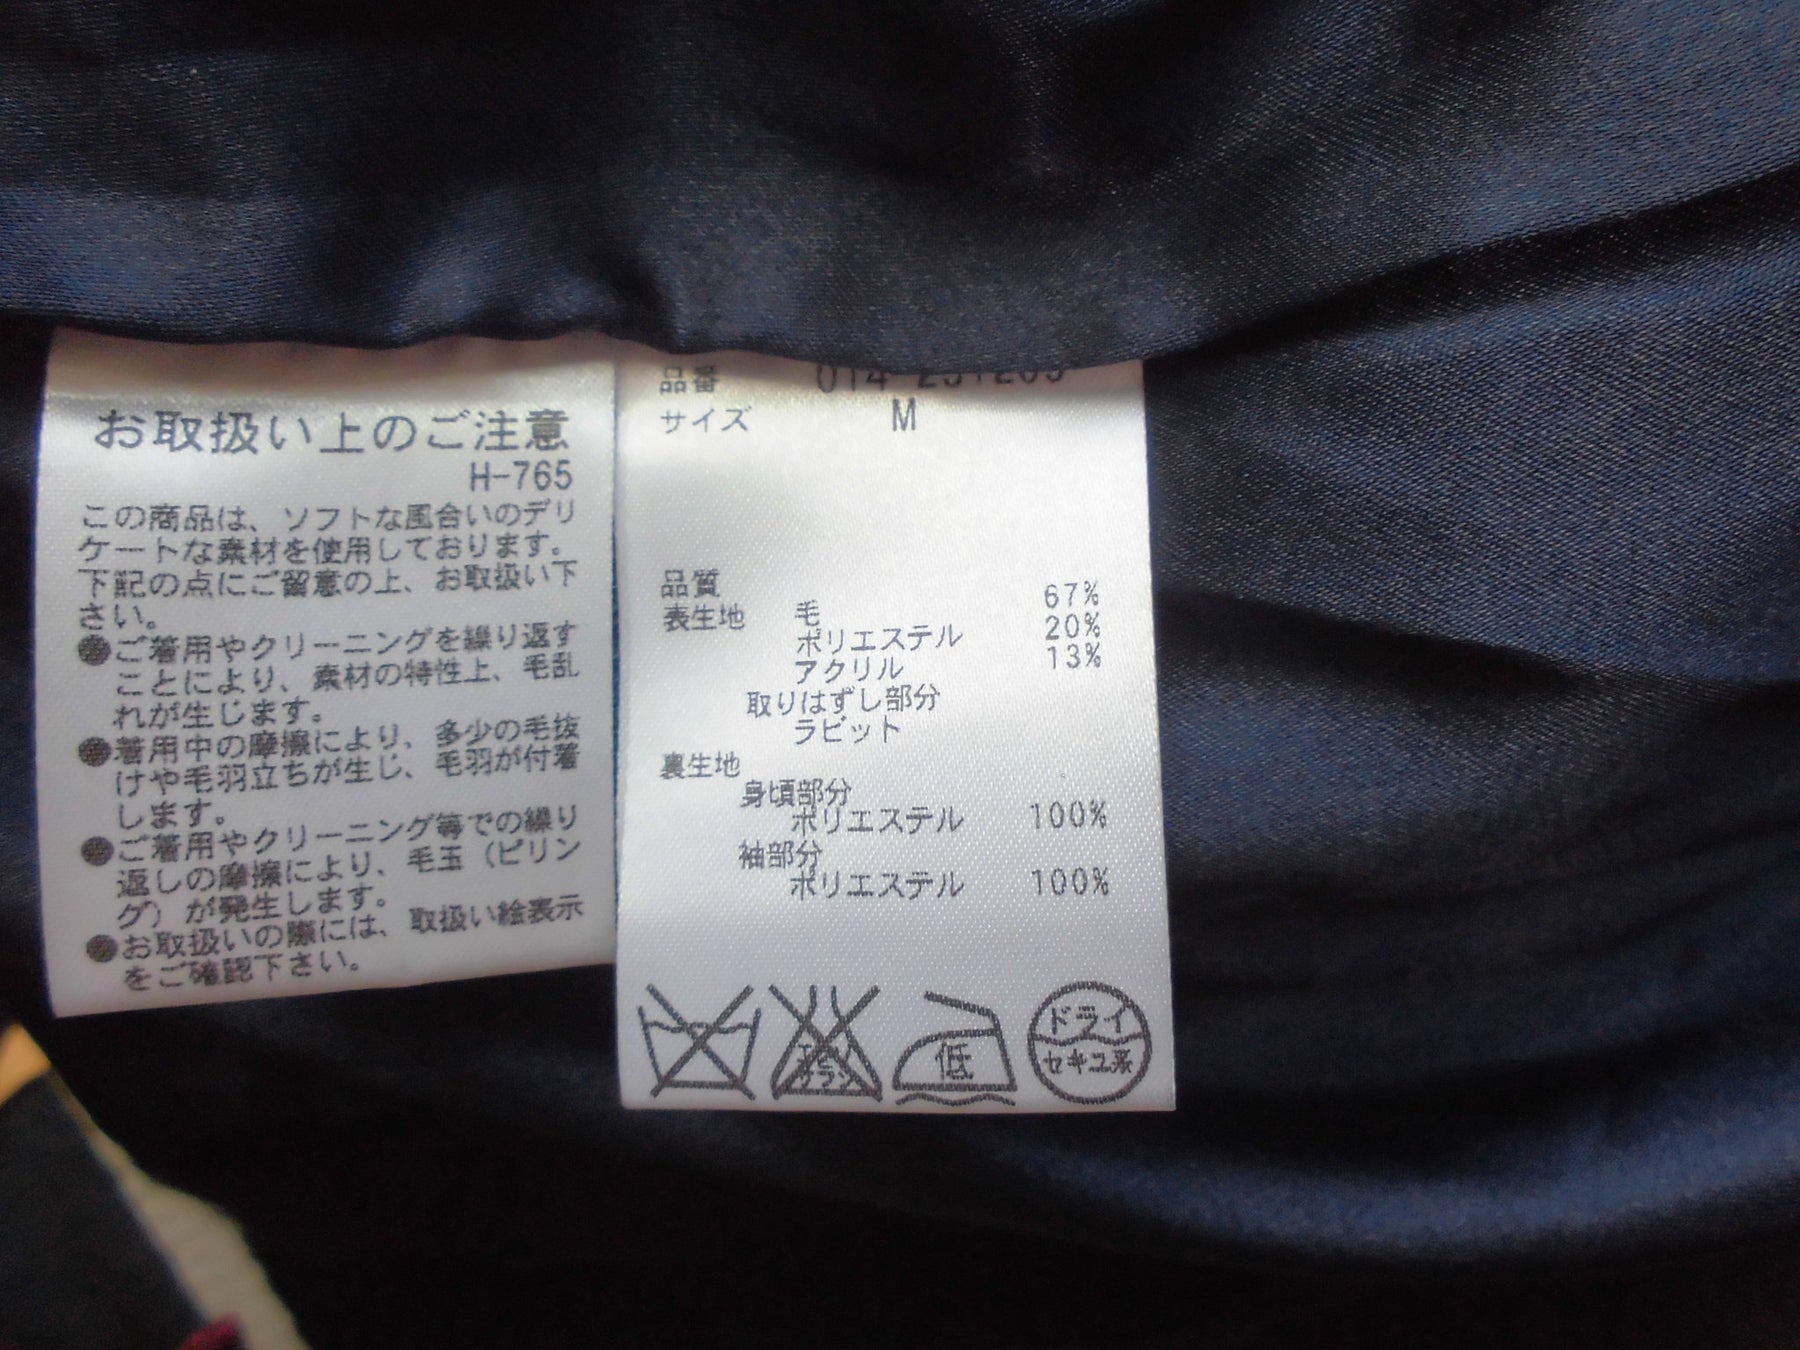 お取扱い上のご注意
H-765
この商品は、ソフトな風合いのデリ
ケートな素材を使用しております。
下記の点にご留意の上、お取扱い下
さい。
●ご着用やクリーニングを繰り返す
ことにより、素材の特性上、毛乱
れが生じます。
●着用中の摩擦により、多少の毛抜
けや毛羽立ちが生じ、毛羽が付着
します。
●ご着用やクリーニング等での繰り
返しの摩擦により、毛玉（ピリン
グ）が発生します。
●お取扱いの際には、取扱い絵表示
をご確認下さい。
品番 014
サイズ M
品質
表生地 毛 67%
ポリエステル 20%
アクリル 13%
取りはずし部分
ラビット
裏生地
身頃部分
ポリエステル 100%
袖部分
ポリエステル 100%
エンソ
サラシ
低
ドライ
セキユ系